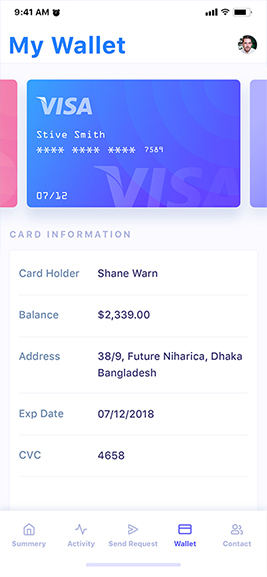 9:41 AM
My Wallet
VISA
Stive Smith
**** **** **** 7589
07/12
VISA
CARD INFORMATION
Card Holder Shane Warn
Balance $2,339.00
Address 38/9, Future Niharica, Dhaka
Bangladesh
Exp Date 07/12/2018
CVC 4658
Summery Activity Send Request Wallet Contact